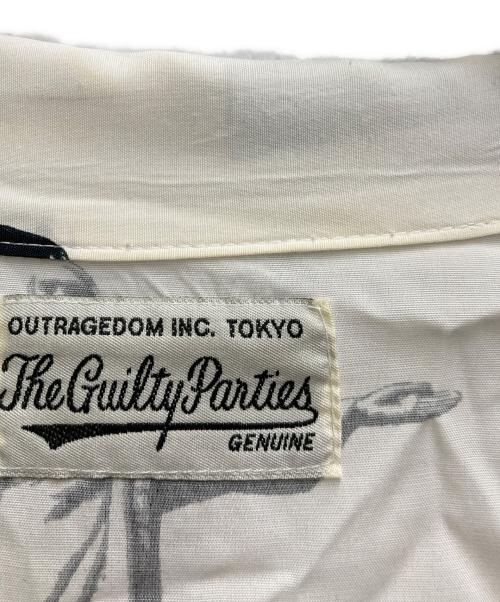 OUTRAGEDOM INC. TOKYO
The Guilty Parties
GENUINE